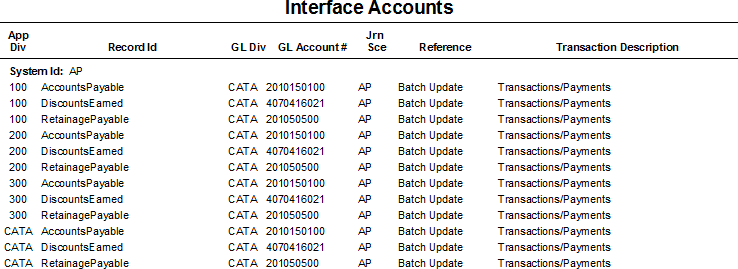 Interface Accounts
App Div Record Id GL Div GL Account # Jrn Sce Reference Transaction Description
System Id: AP
100 AccountsPayable CATA 2010150100 AP Batch Update Transactions/Payments
100 DiscountsEarned CATA 4070416021 AP Batch Update Transactions/Payments
100 RetainagePayable CATA 201050500 AP Batch Update Transactions/Payments
200 AccountsPayable CATA 2010150100 AP Batch Update Transactions/Payments
200 DiscountsEarned CATA 4070416021 AP Batch Update Transactions/Payments
200 RetainagePayable CATA 201050500 AP Batch Update Transactions/Payments
300 AccountsPayable CATA 2010150100 AP Batch Update Transactions/Payments
300 DiscountsEarned CATA 4070416021 AP Batch Update Transactions/Payments
300 RetainagePayable CATA 201050500 AP Batch Update Transactions/Payments
CATA AccountsPayable CATA 2010150100 AP Batch Update Transactions/Payments
CATA DiscountsEarned CATA 4070416021 AP Batch Update Transactions/Payments
CATA RetainagePayable CATA 201050500 AP Batch Update Transactions/Payments